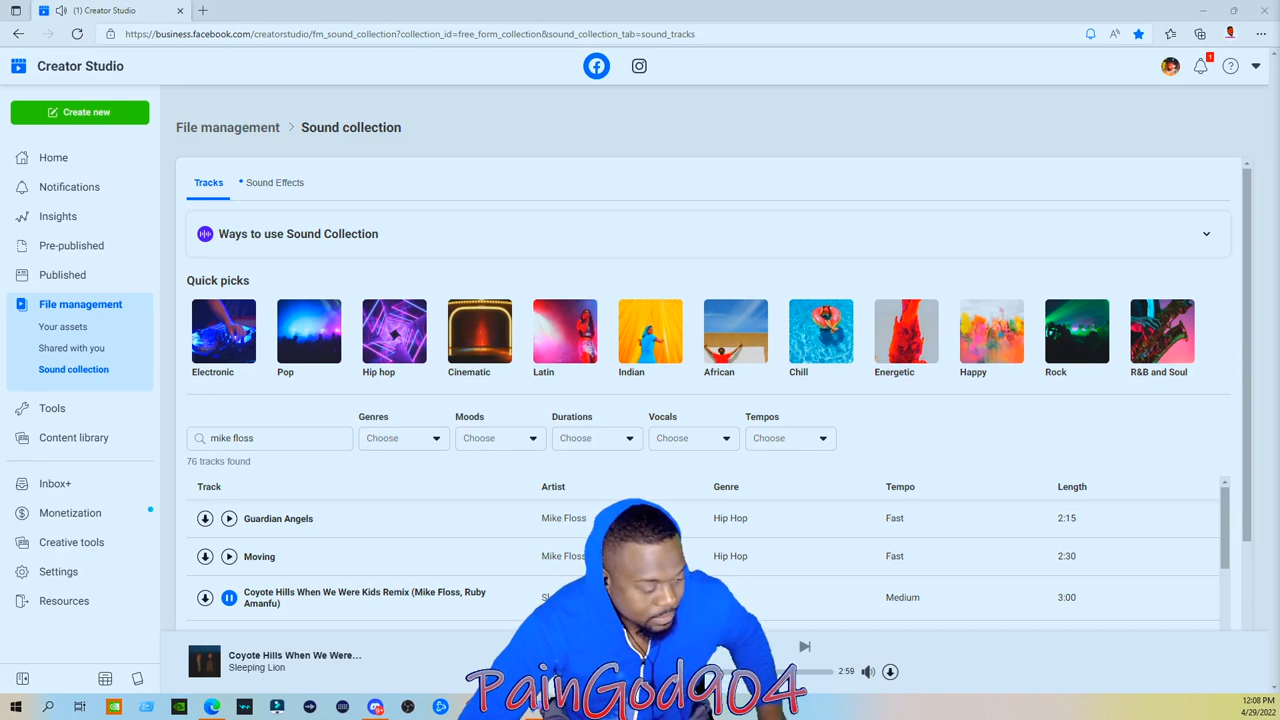 (1) Creator Studio
https://business.facebook.com/creatorstudio/fm_sound_collection?collection_id=free_form_collection&sound_collection_tab=sound_tracks
Creator Studio
1
Create new
Home
Notifications
Insights
Pre-published
Published
File management
Your assets
Shared with you
Sound collection
Tools
Content library
Inbox+
Monetization
Creative tools
Settings
Resources
File management > Sound collection
Tracks Sound Effects
Ways to use Sound Collection
Quick picks
Electronic Pop Hip hop Cinematic Latin Indian African Chill Energetic Happy Rock R&B and Soul
Genres Moods Durations Vocals Tempos
mike floss Choose Choose Choose Choose Choose
76 tracks found
Track Artist Genre Tempo Length
Guardian Angels Mike Floss Hip Hop Fast 2:15
Moving Mike Floss Hip Hop Fast 2:30
Coyote Hills When We Were Kids Remix (Mike Floss, Ruby
Amanfu)
Medium 3:00
Coyote Hills When We Were...
Sleeping Lion
2:59
PainGod904
12:08 PM
4/29/2022